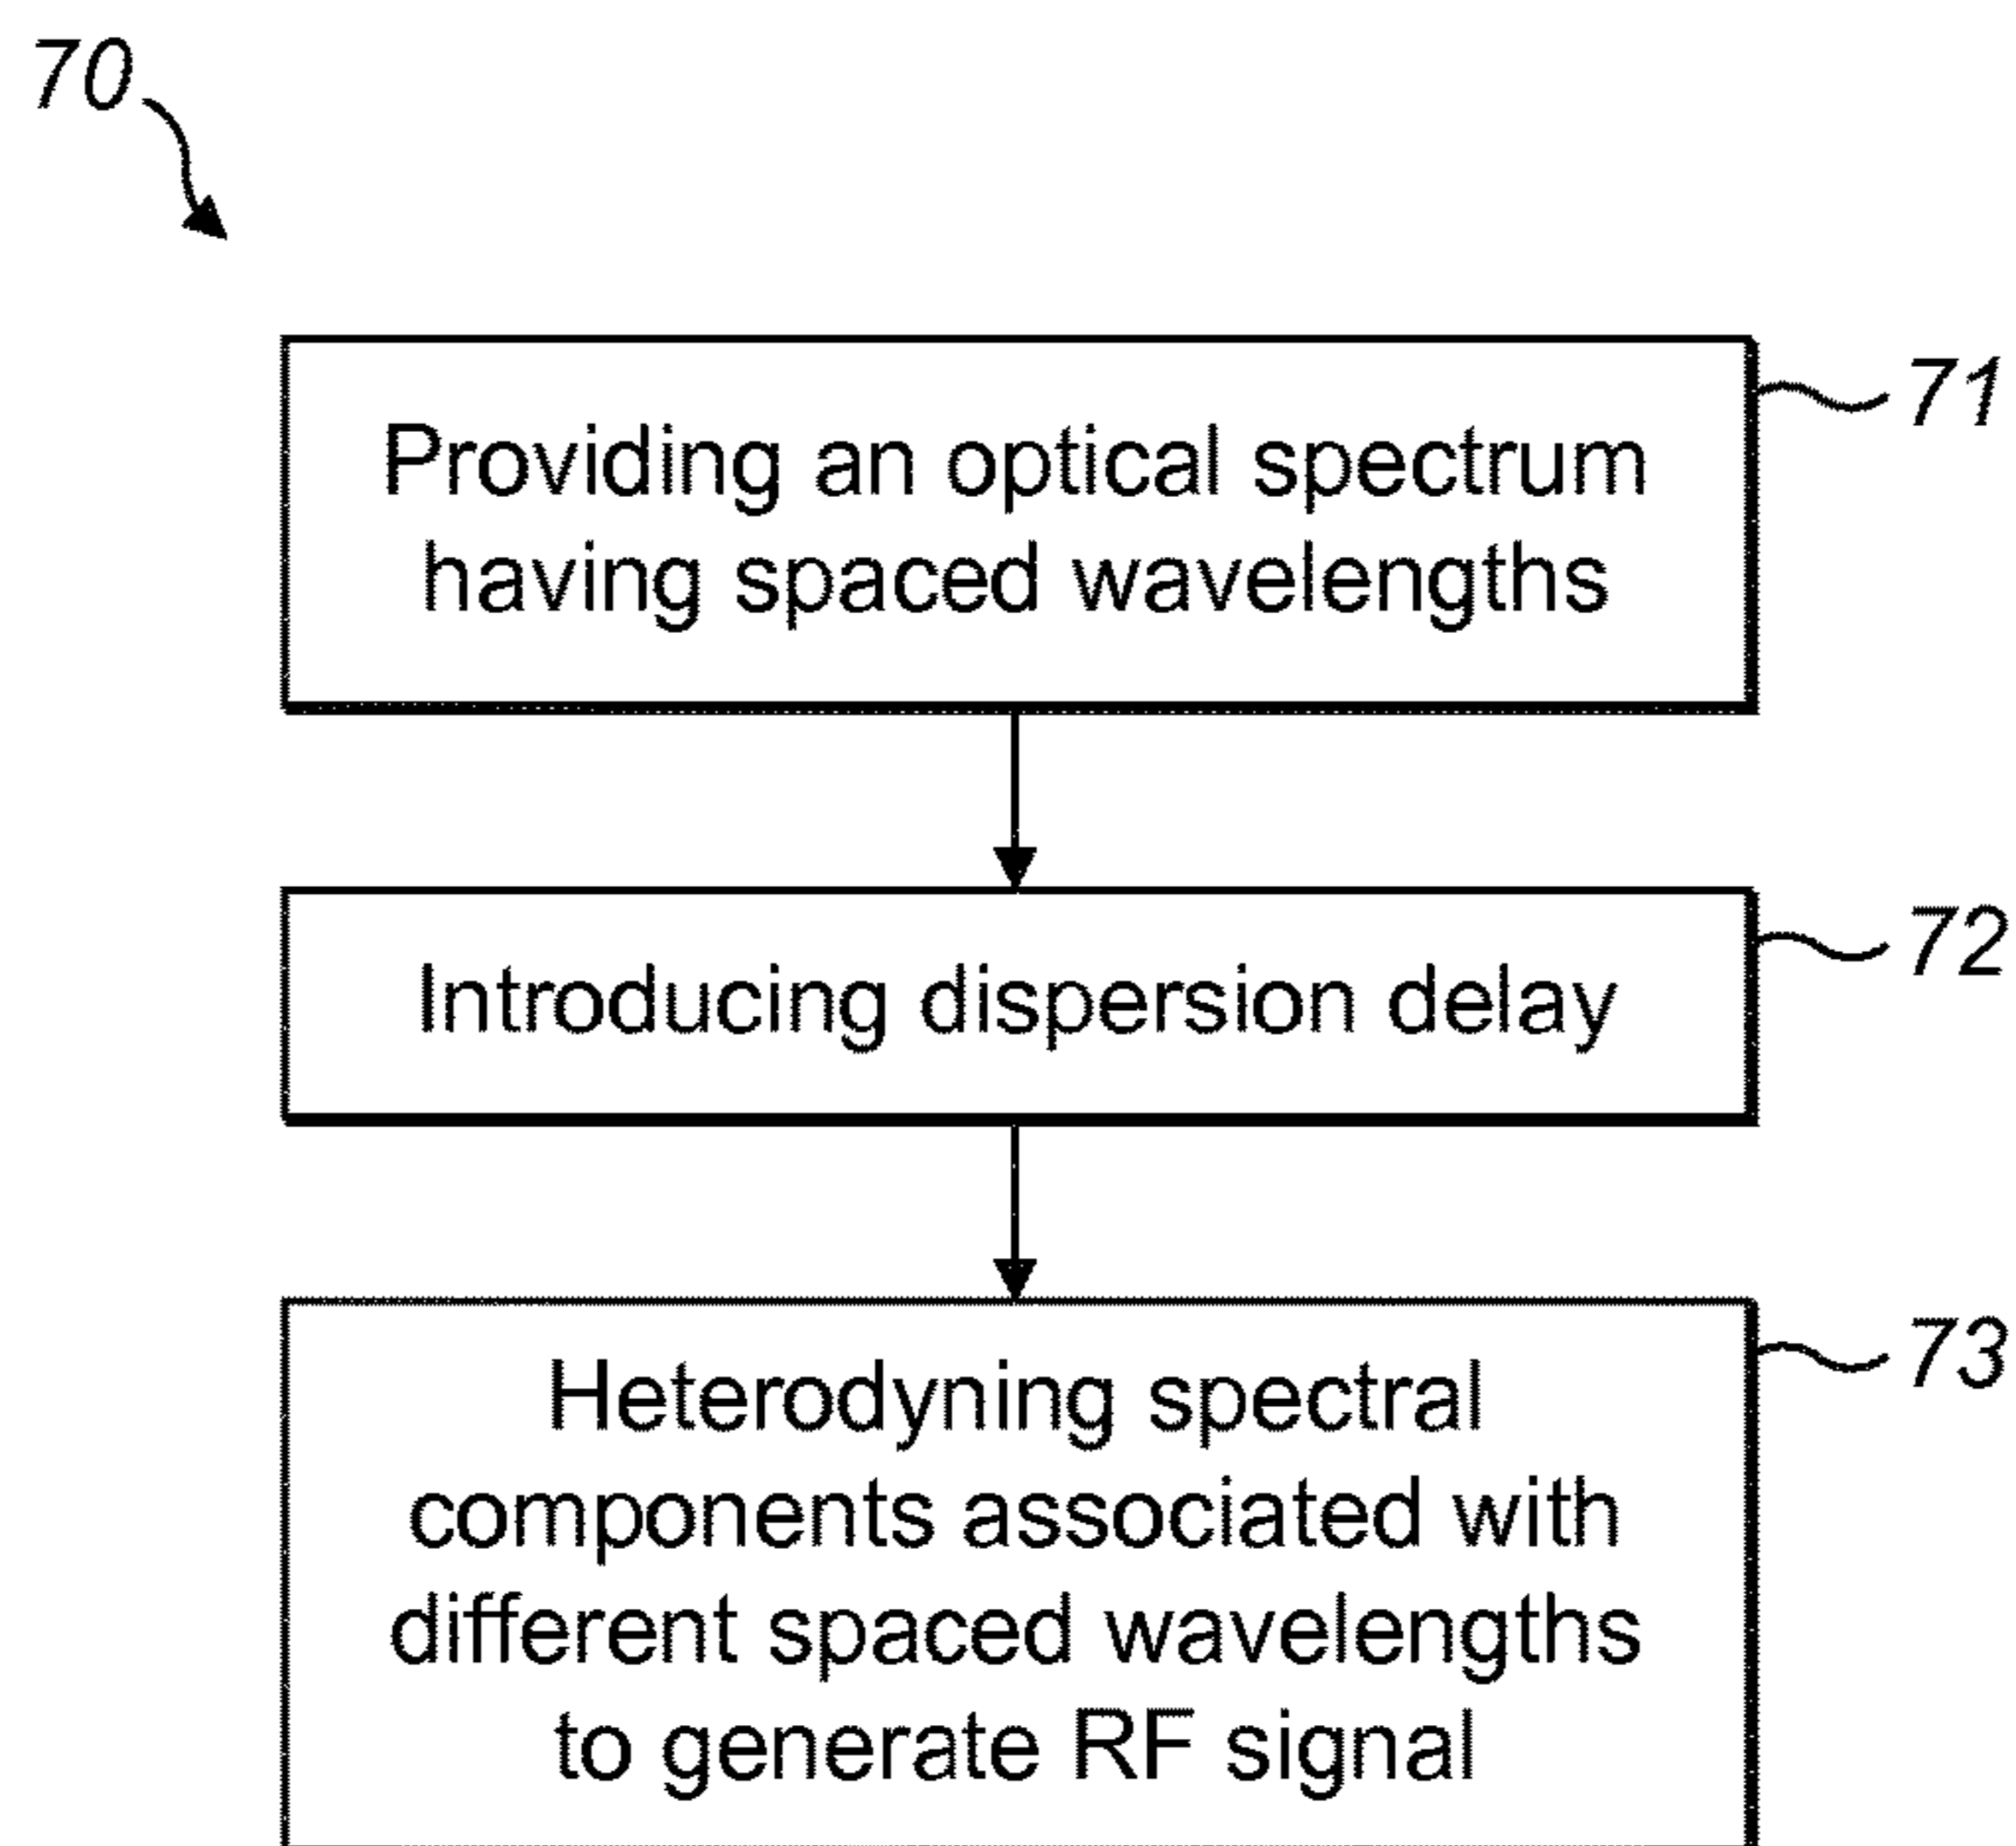 70
Providing an optical spectrum
having spaced wavelengths
71
Introducing dispersion delay
72
Heterodyning spectral
components associated with
different spaced wavelengths
to generate RF signal
73